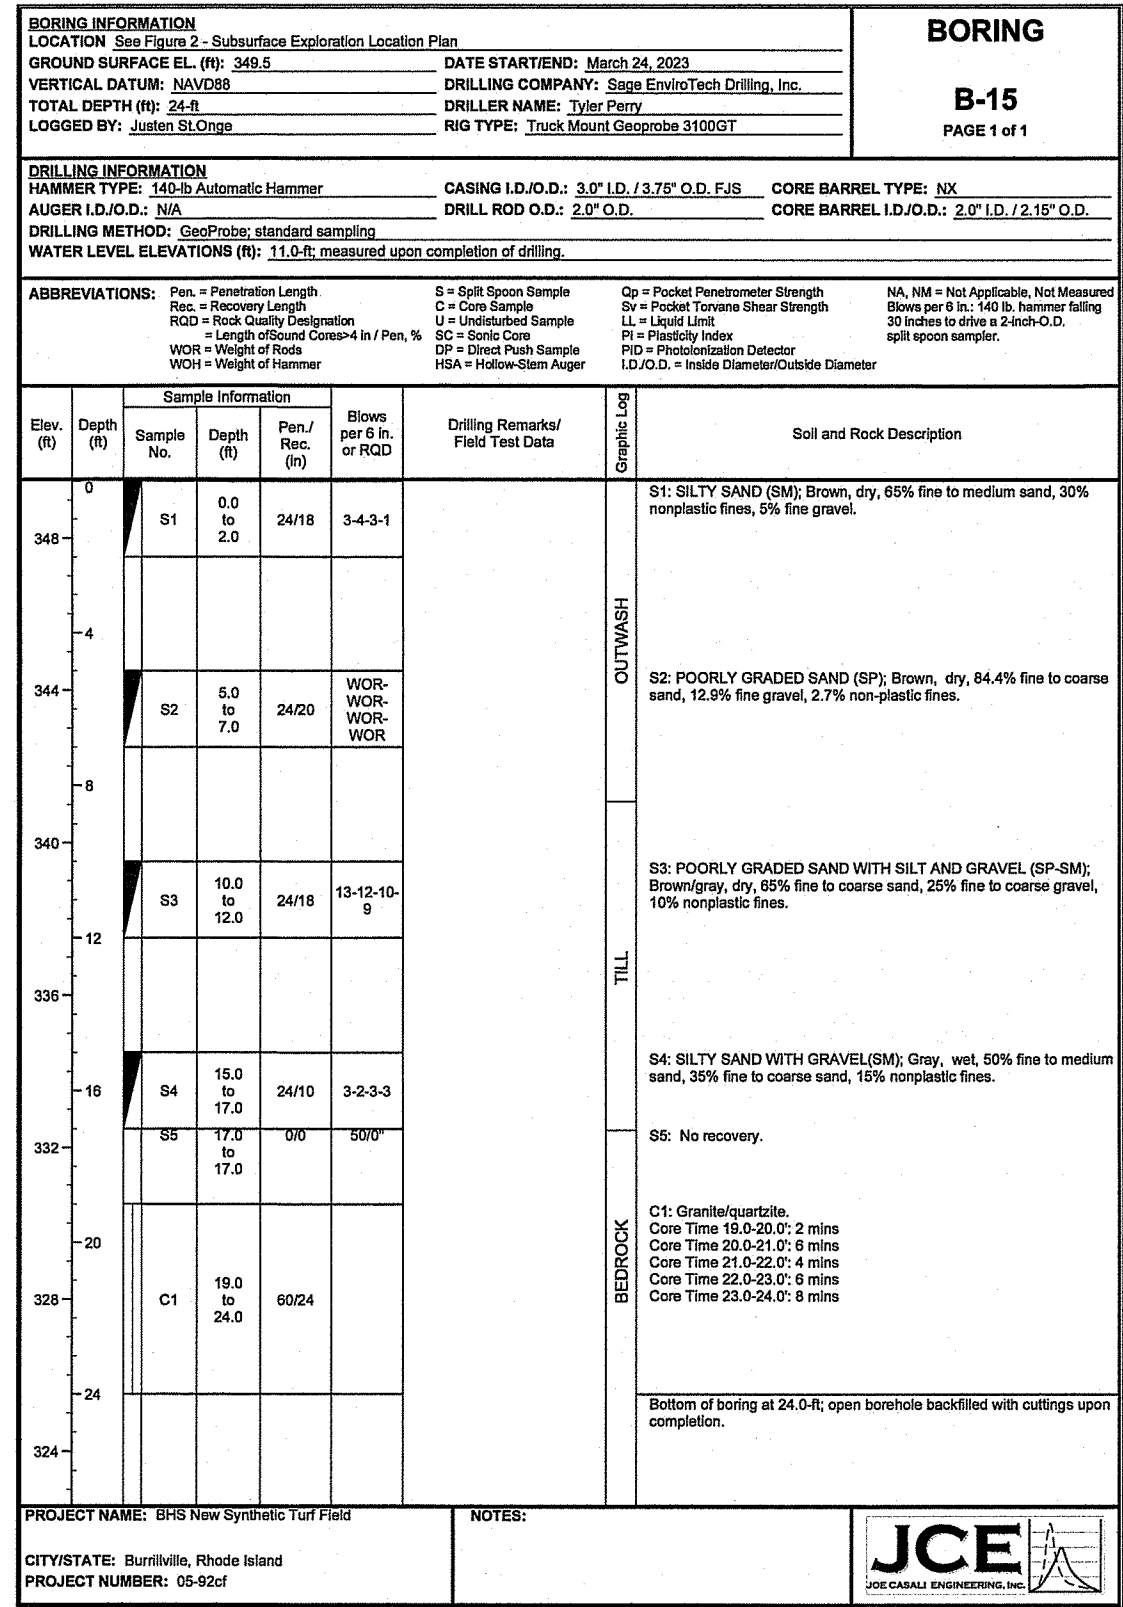 BORING INFORMATION
LOCATION See Figure 2 - Subsurface Exploration Location Plan
GROUND SURFACE EL. (ft): 349.5
DATE START/END: March 24, 2023
VERTICAL DATUM: NAVD88
DRILLING COMPANY: Sage EnviroTech Drilling, Inc.
TOTAL DEPTH (ft): 24-ft
DRILLER NAME: Tyler Perry
LOGGED BY: Justen St.Onge
RIG TYPE: Truck Mount Geoprobe 3100GT
BORING
B-15
PAGE 1 of 1
DRILLING INFORMATION
HAMMER TYPE: 140-lb Automatic Hammer
CASING I.D./O.D.: 3.0" I.D. / 3.75" O.D. FJS
CORE BARREL TYPE: NX
AUGER I.D./O.D.: N/A
DRILL ROD O.D.: 2.0" O.D.
CORE BARREL I.D./O.D.: 2.0" I.D. / 2.15" O.D.
DRILLING METHOD: GeoProbe; standard sampling
WATER LEVEL ELEVATIONS (ft): 11.0-ft; measured upon completion of drilling.
ABBREVIATIONS:
Pen. = Penetration Length
Rec. = Recovery Length
RQD = Rock Quality Designation
= Length ofSound Cores>4 in / Pen, %
WOR = Weight of Rods
WOH = Weight of Hammer
S = Split Spoon Sample
C = Core Sample
U = Undisturbed Sample
SC = Sonic Core
DP = Direct Push Sample
HSA = Hollow-Stem Auger
Qp = Pocket Penetrometer Strength
Sv = Pocket Torvane Shear Strength
LL = Liquid Limit
PI = Plasticity Index
PID = Photoionization Detector
I.D./O.D. = Inside Diameter/Outside Diameter
NA, NM = Not Applicable, Not Measured
Blows per 6 in.: 140 lb. hammer falling
30 inches to drive a 2-inch-O.D.
split spoon sampler.
Elev.
(ft)
Depth
(ft)
Sample Information
Sample
No.
Depth
(ft)
Pen./
Rec.
(in)
Blows
per 6 in.
or RQD
Drilling Remarks/
Field Test Data
Graphic Log
Soil and Rock Description
0
S1
0.0
to
2.0
24/18
3-4-3-1
S1: SILTY SAND (SM); Brown, dry, 65% fine to medium sand, 30%
nonplastic fines, 5% fine gravel.
348
4
OUTWASH
344
S2
5.0
to
7.0
24/20
WOR-
WOR-
WOR-
WOR
S2: POORLY GRADED SAND (SP); Brown, dry, 84.4% fine to coarse
sand, 12.9% fine gravel, 2.7% non-plastic fines.
8
340
S3
10.0
to
12.0
24/18
13-12-10-
9
S3: POORLY GRADED SAND WITH SILT AND GRAVEL (SP-SM);
Brown/gray, dry, 65% fine to coarse sand, 25% fine to coarse gravel,
10% nonplastic fines.
12
TILL
336
16
S4
15.0
to
17.0
24/10
3-2-3-3
S4: SILTY SAND WITH GRAVEL(SM); Gray, wet, 50% fine to medium
sand, 35% fine to coarse sand, 15% nonplastic fines.
332
S5
17.0
to
17.0
0/0
50/0"
S5: No recovery.
20
BEDROCK
328
C1
19.0
to
24.0
60/24
C1: Granite/quartzite.
Core Time 19.0-20.0': 2 mins
Core Time 20.0-21.0': 6 mins
Core Time 21.0-22.0': 4 mins
Core Time 22.0-23.0': 6 mins
Core Time 23.0-24.0': 8 mins
24
Bottom of boring at 24.0-ft; open borehole backfilled with cuttings upon
completion.
324
PROJECT NAME: BHS New Synthetic Turf Field
CITY/STATE: Burrillville, Rhode Island
PROJECT NUMBER: 05-92cf
NOTES:
JCE
JOE CASALI ENGINEERING, INC.